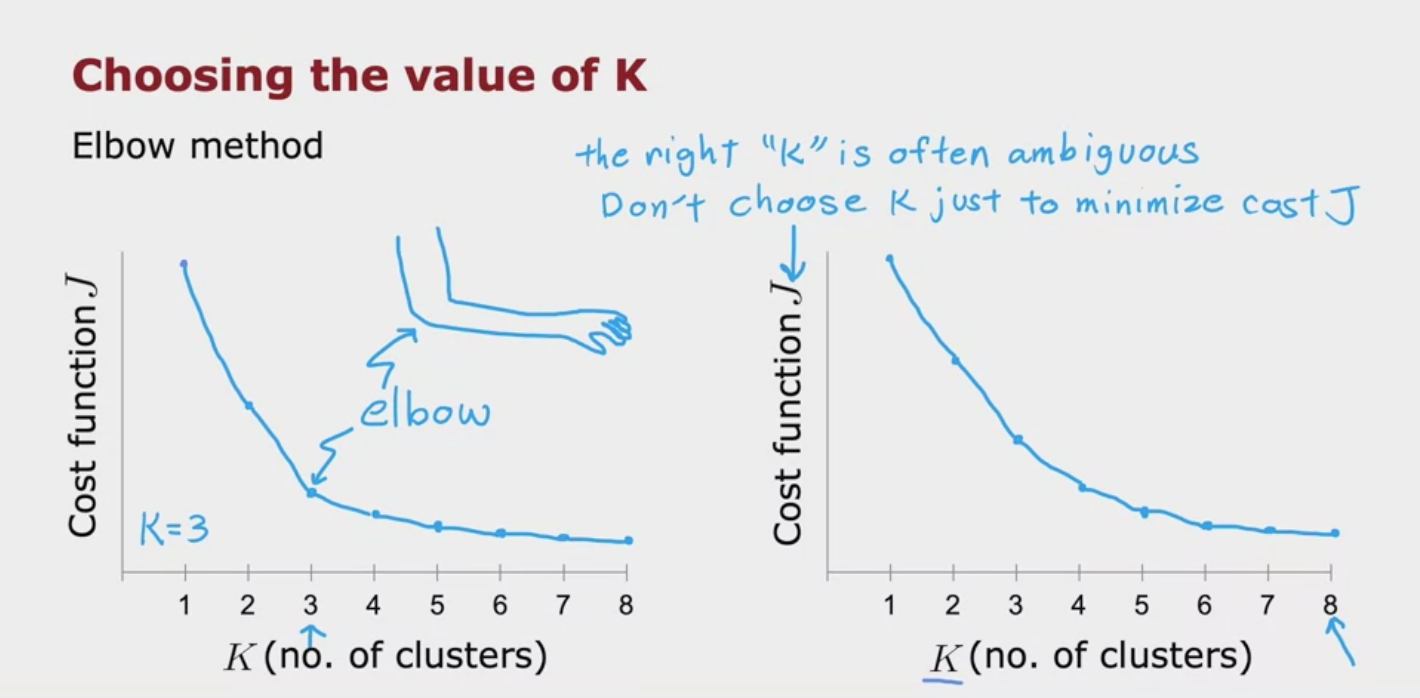 Choosing the value of K
Elbow method
the right "K" is often ambiguous
Don't choose K just to minimize cost J
Cost function J
elbow
K=3
1 2 3 4 5 6 7 8
K (no. of clusters)
Cost function J
1 2 3 4 5 6 7 8
K (no. of clusters)